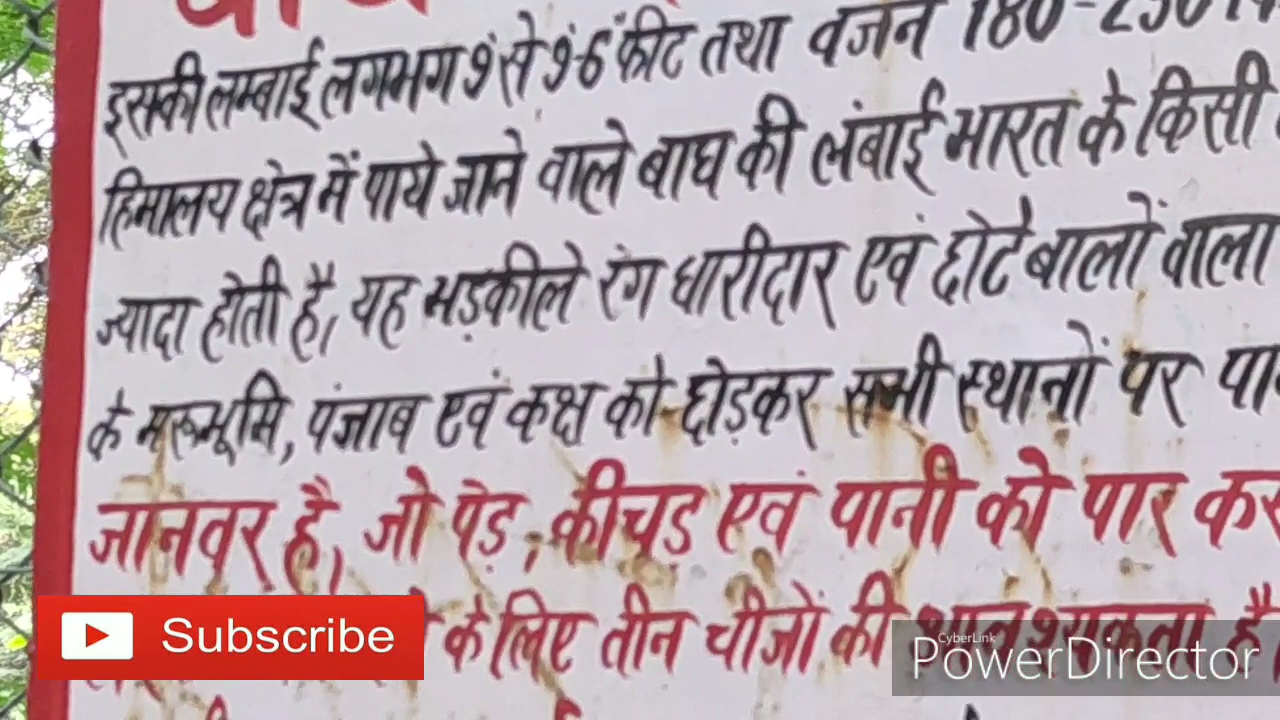 इसकी लम्बाई लगभग 9 से 9-6 फीट तथा वजन 180-250
हिमालय क्षेत्र में पाये जाने वाले बाघ की लंबाई भारत के किसी
ज्यादा होती है, यह भड़कीले रंग धारीदार एवं छोटे बालों वाला
के मरूभूमि, पंजाब एवं कक्ष को छोड़कर सभी स्थानों पर
जानवर है, जो पेड़, कीचड़ एवं पानी को पार कर
के लिए तीन चीजों की आवश्यकता है
Subscribe
CyberLink
PowerDirector